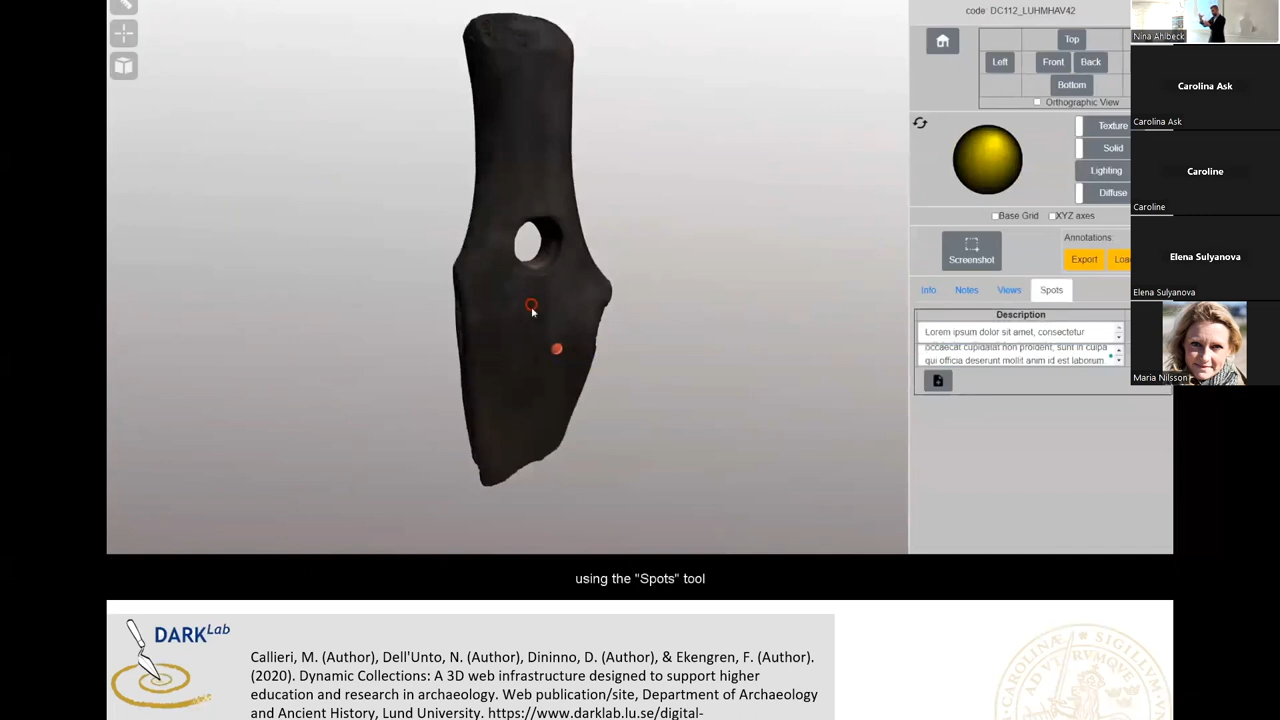 code: DC112_LUHMHAV42
Top
Left
Front
Back
Bottom
Orthographic View
Texture
Solid
Lighting
Diffuse
Base Grid
XYZ axes
Screenshot
Annotations:
Export
Info
Notes
Views
Spots
Description
Lorem ipsum dolor sit amet, consectetur
occaecat cupidatat non proident, sunt in culpa
qui officia deserunt mollit anim id est laborum
Nina Ahlbeck
Carolina Ask
Carolina Ask
Caroline
Caroline
Elena Sulyanova
Elena Sulyanova
Maria Nilsson
using the "Spots" tool
DARKLab
Callieri, M. (Author), Dell'Unto, N. (Author), Dininno, D. (Author), & Ekengren, F. (Author).
(2020). Dynamic Collections: A 3D web infrastructure designed to support higher
education and research in archaeology. Web publication/site, Department of Archaeology
and Ancient History, Lund University. https://www.darklab.lu.se/digital-